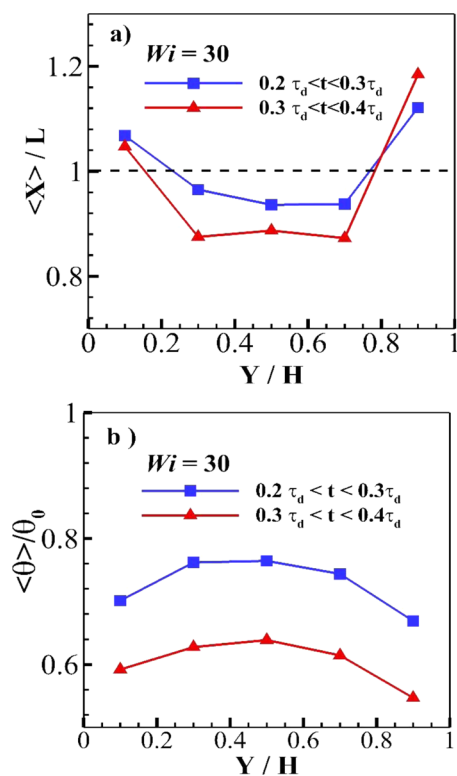 a)
Wi = 30
0.2 τd<t<0.3τd
0.3 τd<t<0.4τd
<X> / L
1.2
1
0.8
0 0.2 0.4 0.6 0.8 1
Y / H
b )
Wi = 30
0.2 τd < t < 0.3τd
0.3 τd < t < 0.4τd
<θ>/θ0
1
0.8
0.6
0 0.2 0.4 0.6 0.8 1
Y / H